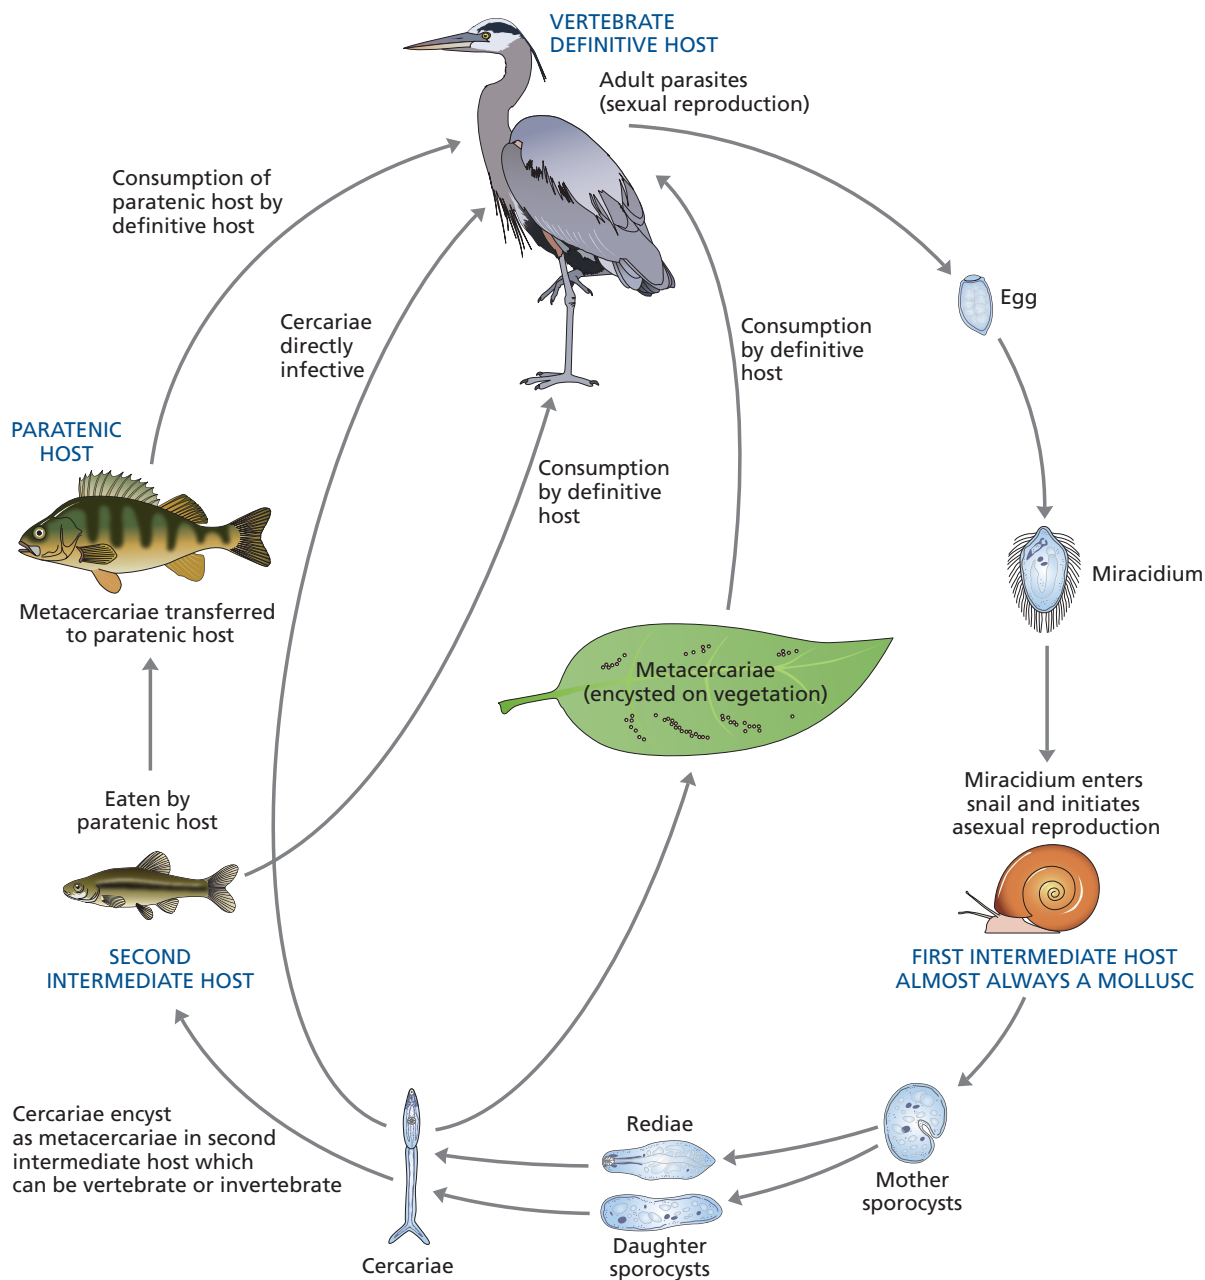 VERTEBRATE
DEFINITIVE HOST
Adult parasites
(sexual reproduction)
Consumption of
paratenic host by
definitive host
Egg
Cercariae
directly
infective
Consumption
by definitive
host
PARATENIC
HOST
Consumption
by definitive
host
Miracidium
Metacercariae transferred
to paratenic host
Metacercariae
(encysted on vegetation)
Eaten by
paratenic host
Miracidium enters
snail and initiates
asexual reproduction
SECOND
INTERMEDIATE HOST
FIRST INTERMEDIATE HOST
ALMOST ALWAYS A MOLLUSC
Cercariae encyst
as metacercariae in second
intermediate host which
can be vertebrate or invertebrate
Rediae
Mother
sporocysts
Daughter
sporocysts
Cercariae